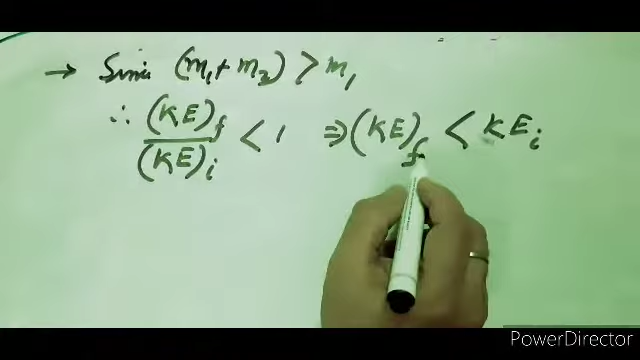 → Since (m₁ + m₂) > m₁
∴ (KE)f / (KE)i < 1 ⇒ (KE)f < KEi
PowerDirector